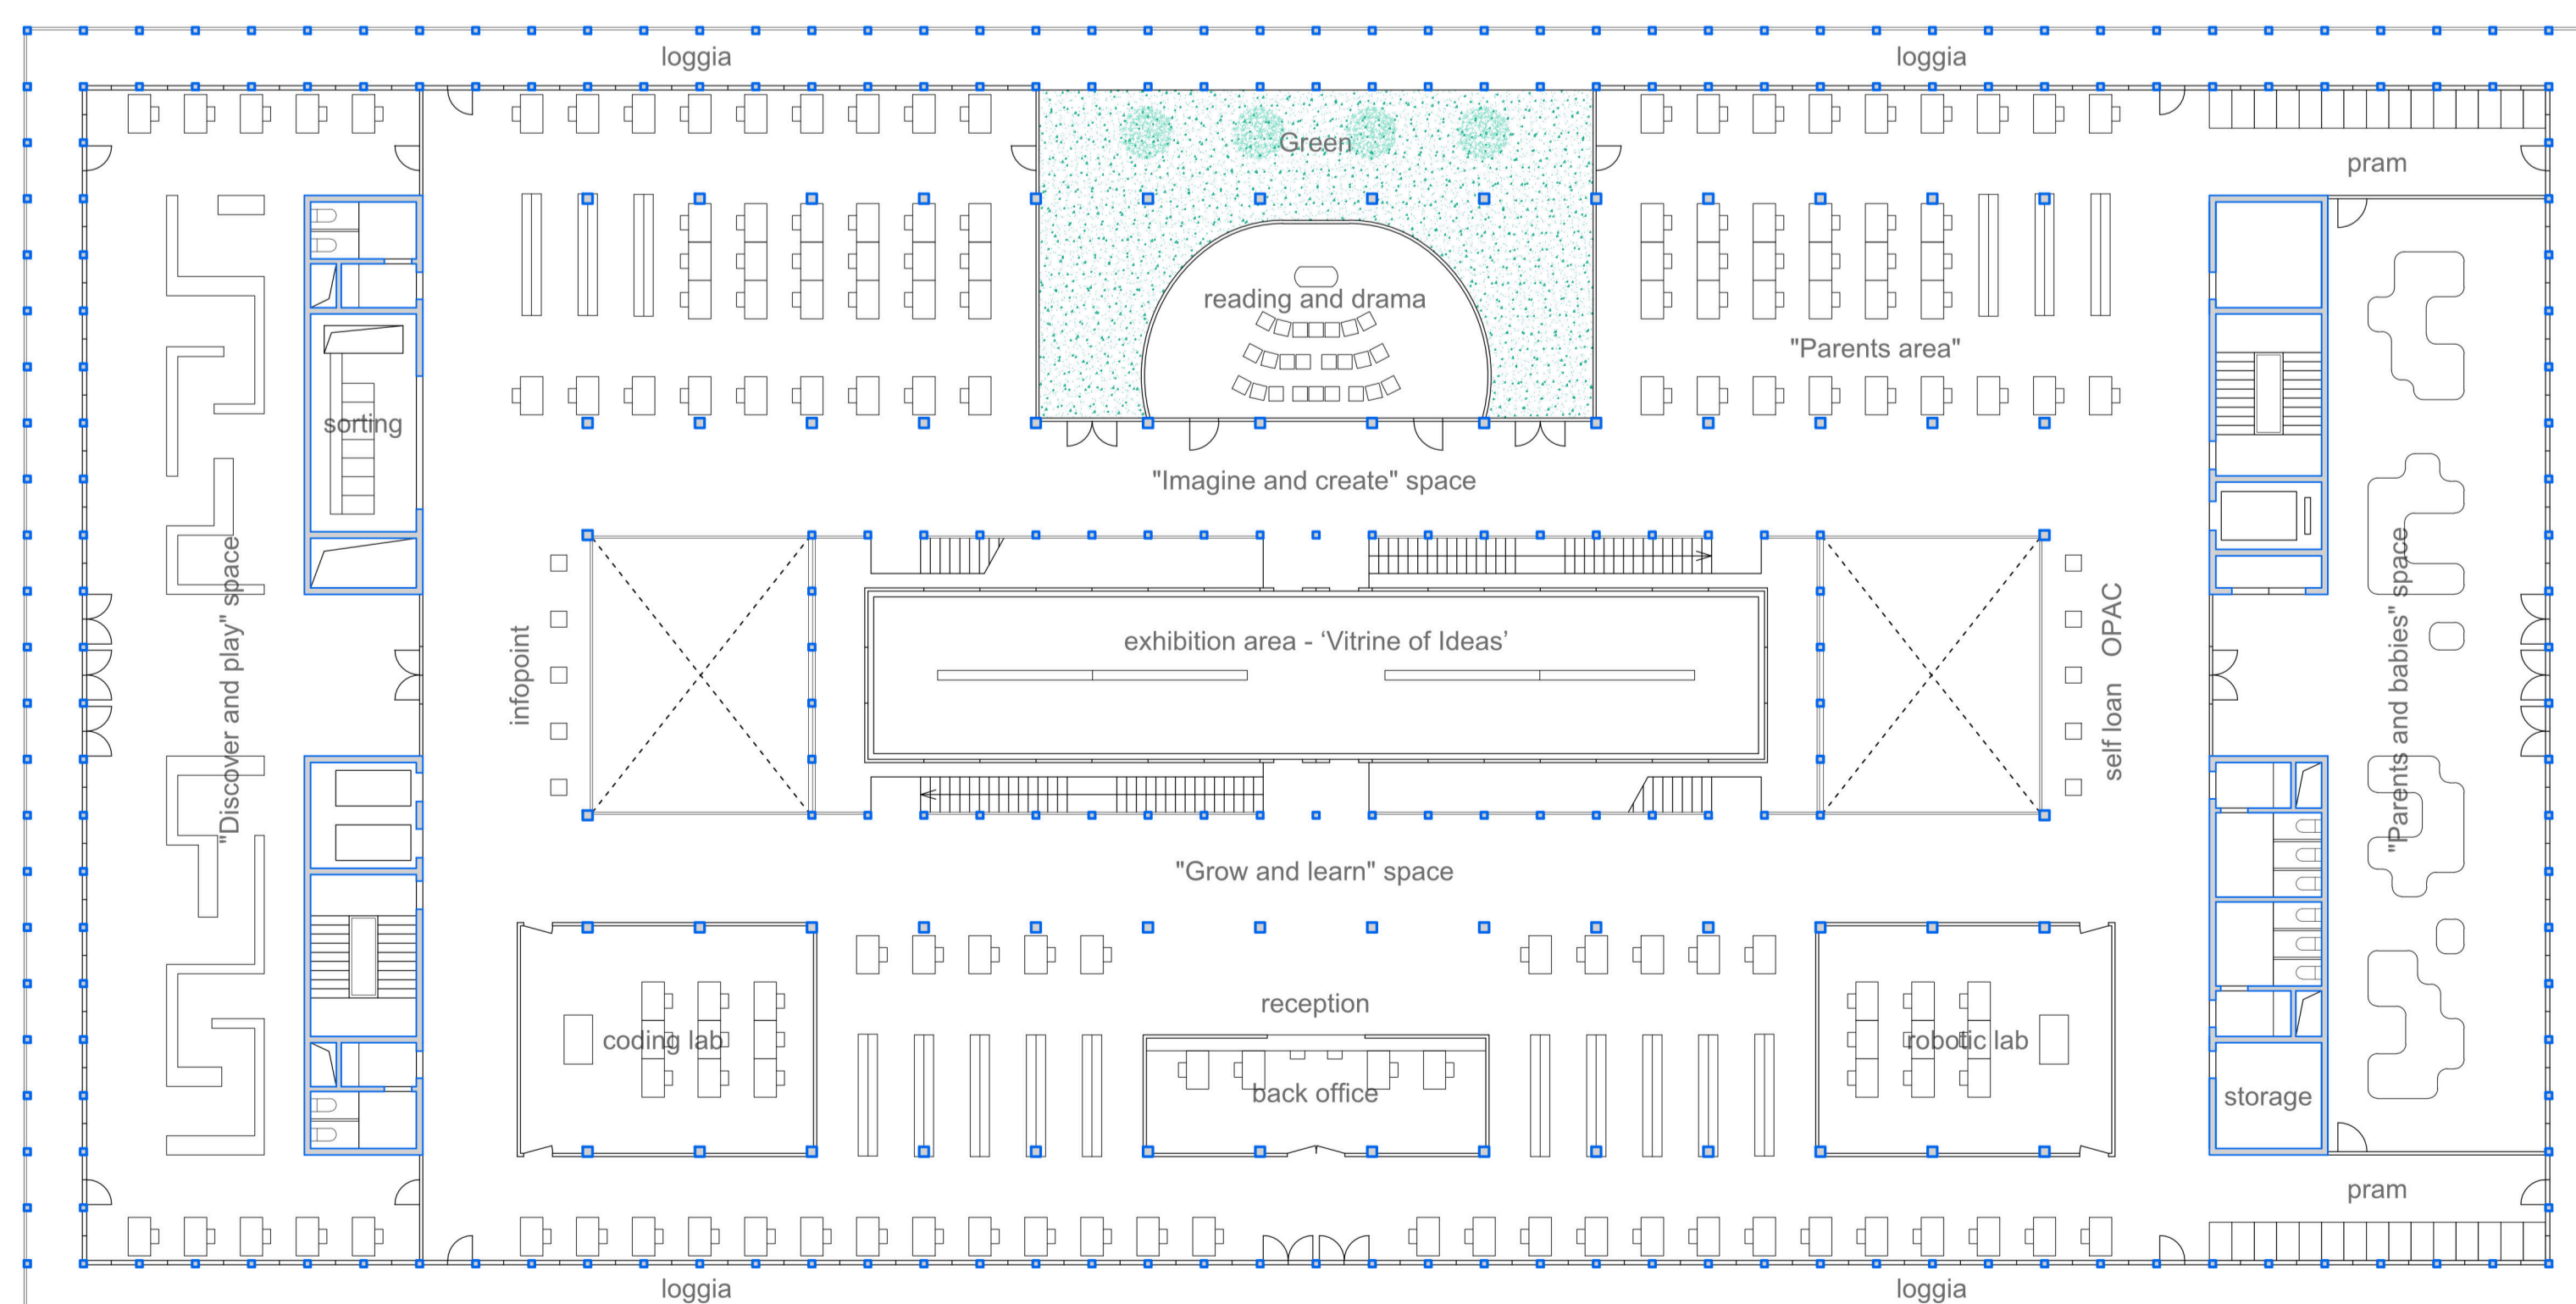 loggia
loggia
Green
pram
reading and drama
"Parents area"
sorting
"Imagine and create" space
"Discover and play" space
infopoint
exhibition area - ‘Vitrine of Ideas’
self loan OPAC
"Parents and babies" space
"Grow and learn" space
reception
coding lab
robotic lab
back office
storage
pram
loggia
loggia